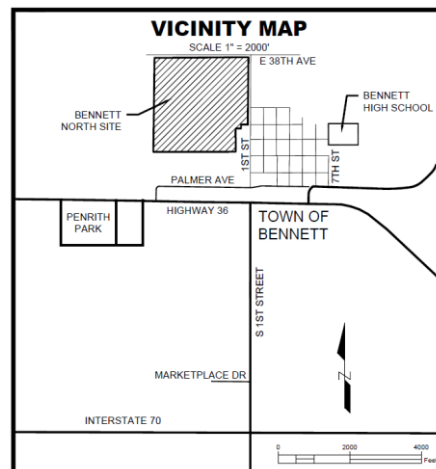 VICINITY MAP
SCALE 1" = 2000'
E 38TH AVE
BENNETT
NORTH SITE
BENNETT
HIGH SCHOOL
1ST ST
7TH ST
PALMER AVE
HIGHWAY 36
TOWN OF
BENNETT
PENRITH
PARK
S 1ST STREET
N
MARKETPLACE DR
INTERSTATE 70
0 2000 4000
Feet